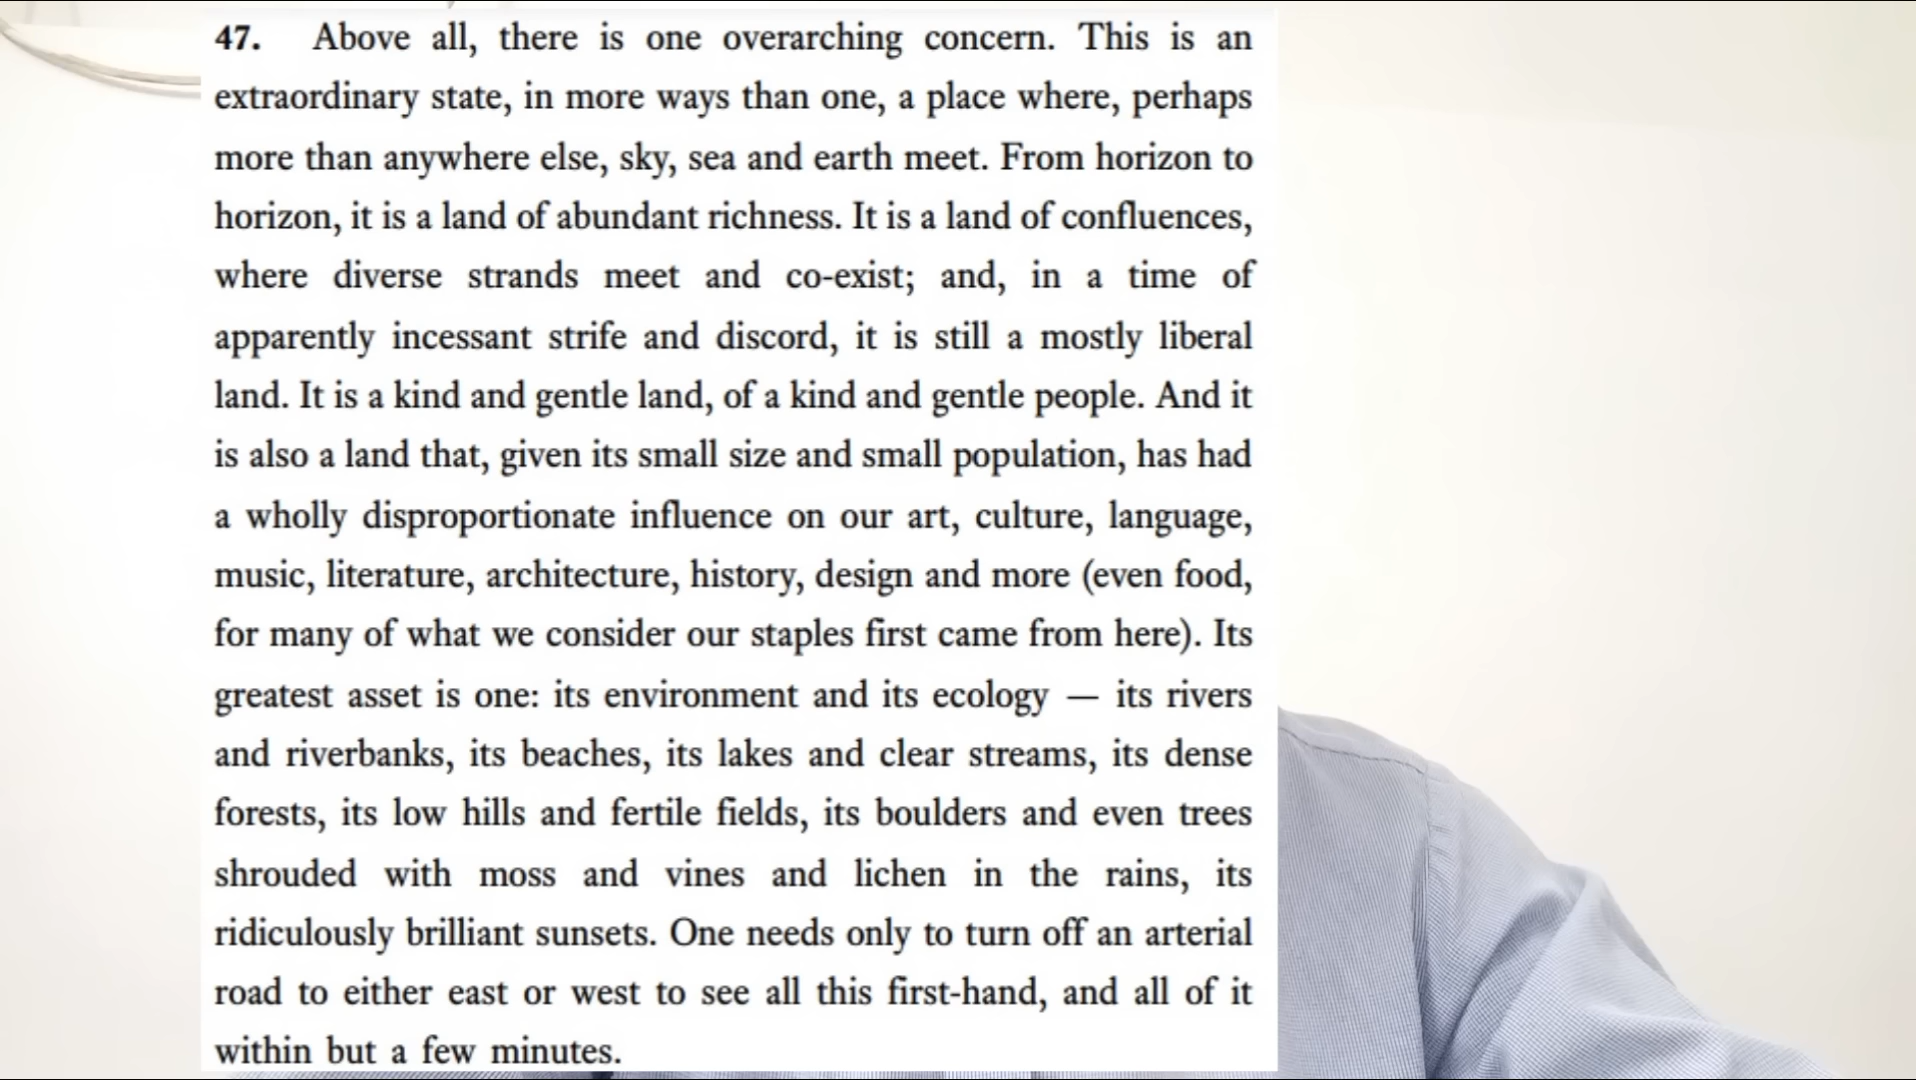 47. Above all, there is one overarching concern. This is an
extraordinary state, in more ways than one, a place where, perhaps
more than anywhere else, sky, sea and earth meet. From horizon to
horizon, it is a land of abundant richness. It is a land of confluences,
where diverse strands meet and co-exist; and, in a time of
apparently incessant strife and discord, it is still a mostly liberal
land. It is a kind and gentle land, of a kind and gentle people. And it
is also a land that, given its small size and small population, has had
a wholly disproportionate influence on our art, culture, language,
music, literature, architecture, history, design and more (even food,
for many of what we consider our staples first came from here). Its
greatest asset is one: its environment and its ecology — its rivers
and riverbanks, its beaches, its lakes and clear streams, its dense
forests, its low hills and fertile fields, its boulders and even trees
shrouded with moss and vines and lichen in the rains, its
ridiculously brilliant sunsets. One needs only to turn off an arterial
road to either east or west to see all this first-hand, and all of it
within but a few minutes.